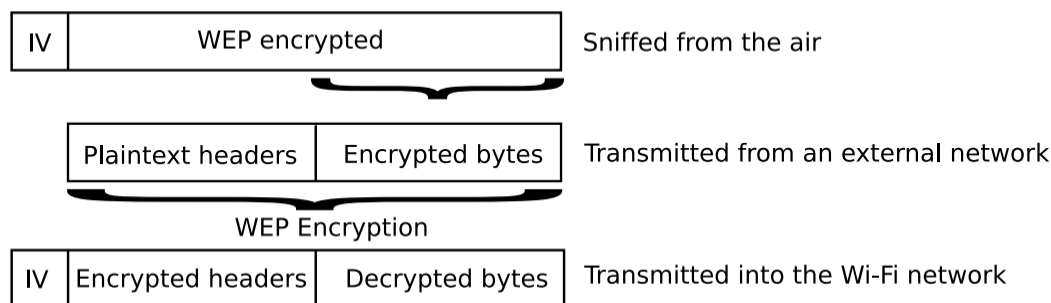 IV WEP encrypted Sniffed from the air
Plaintext headers Encrypted bytes Transmitted from an external network
WEP Encryption
IV Encrypted headers Decrypted bytes Transmitted into the Wi-Fi network